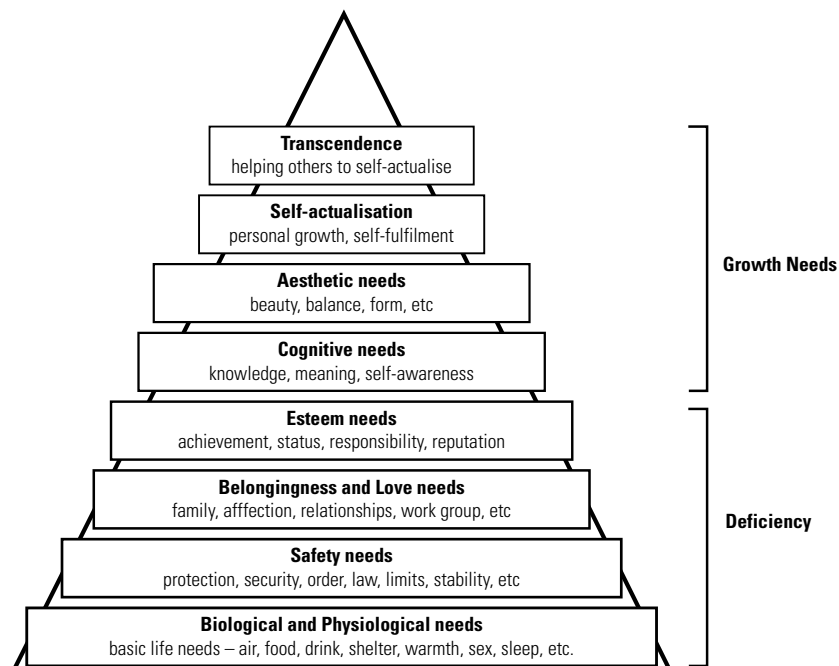 Transcendence
helping others to self-actualise
Self-actualisation
personal growth, self-fulfilment
Aesthetic needs
beauty, balance, form, etc
Growth Needs
Cognitive needs
knowledge, meaning, self-awareness
Esteem needs
achievement, status, responsibility, reputation
Belongingness and Love needs
family, afffection, relationships, work group, etc
Deficiency
Safety needs
protection, security, order, law, limits, stability, etc
Biological and Physiological needs
basic life needs – air, food, drink, shelter, warmth, sex, sleep, etc.